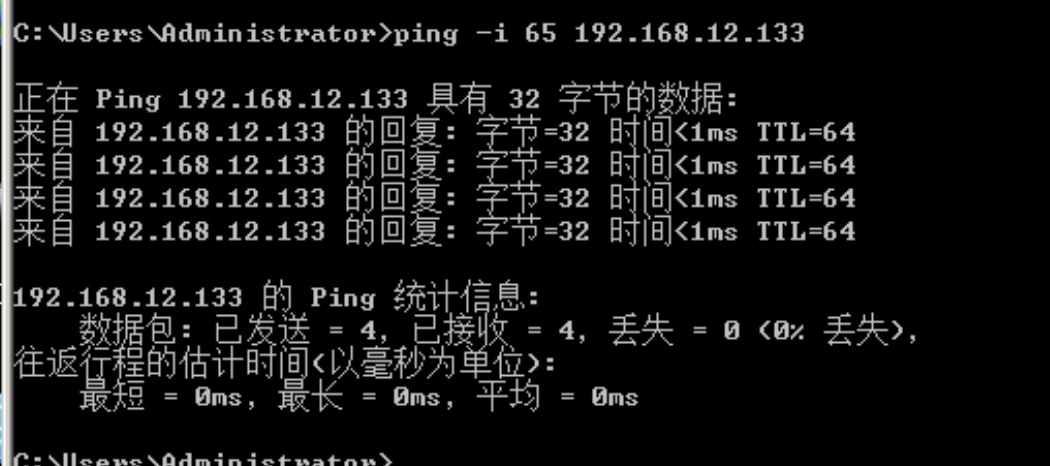 C:\Users\Administrator>ping -i 65 192.168.12.133
正在 Ping 192.168.12.133 具有 32 字节的数据:
来自 192.168.12.133 的回复: 字节=32 时间<1ms TTL=64
来自 192.168.12.133 的回复: 字节=32 时间<1ms TTL=64
来自 192.168.12.133 的回复: 字节=32 时间<1ms TTL=64
来自 192.168.12.133 的回复: 字节=32 时间<1ms TTL=64
192.168.12.133 的 Ping 统计信息:
数据包: 已发送 = 4, 已接收 = 4, 丢失 = 0 (0% 丢失),
往返行程的估计时间(以毫秒为单位):
最短 = 0ms, 最长 = 0ms, 平均 = 0ms
C:\Users\Administrator>